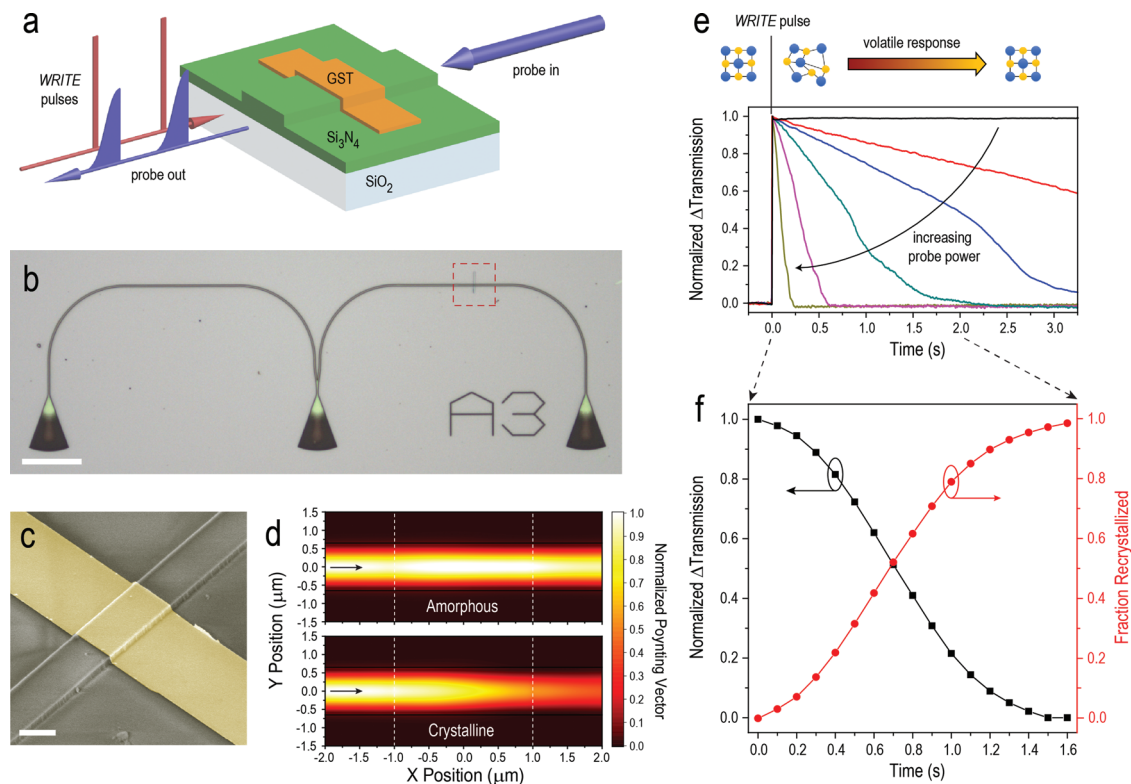 a
WRITE
pulses
GST
probe in
Si3N4
probe out
SiO2
b
A3
c
d
1.5
1.0
0.5
0.0
-0.5
-1.0
-1.5
Amorphous
1.5
1.0
0.5
0.0
-0.5
-1.0
-1.5
Crystalline
-2.0 -1.5 -1.0 -0.5 0.0 0.5 1.0 1.5 2.0
X Position (μm)
Y Position (μm)
1.0
0.9
0.8
0.7
0.6
0.5
0.4
0.3
0.2
0.1
0.0
Normalized Poynting Vector
e
WRITE pulse
volatile response
1.0
0.8
0.6
0.4
0.2
0.0
Normalized ΔTransmission
increasing
probe power
0.0 0.5 1.0 1.5 2.0 2.5 3.0
Time (s)
f
1.0
0.8
0.6
0.4
0.2
0.0
Normalized ΔTransmission
1.0
0.8
0.6
0.4
0.2
0.0
Fraction Recrystallized
0.0 0.2 0.4 0.6 0.8 1.0 1.2 1.4 1.6
Time (s)